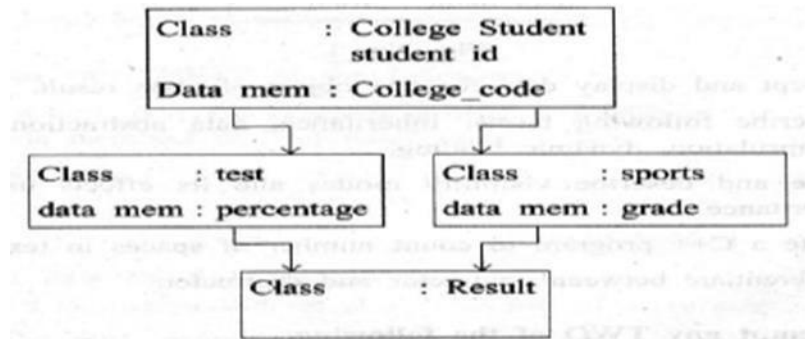 Class : College Student
student id
Data mem : College_code
Class : test
data mem : percentage
Class : sports
data mem : grade
Class : Result